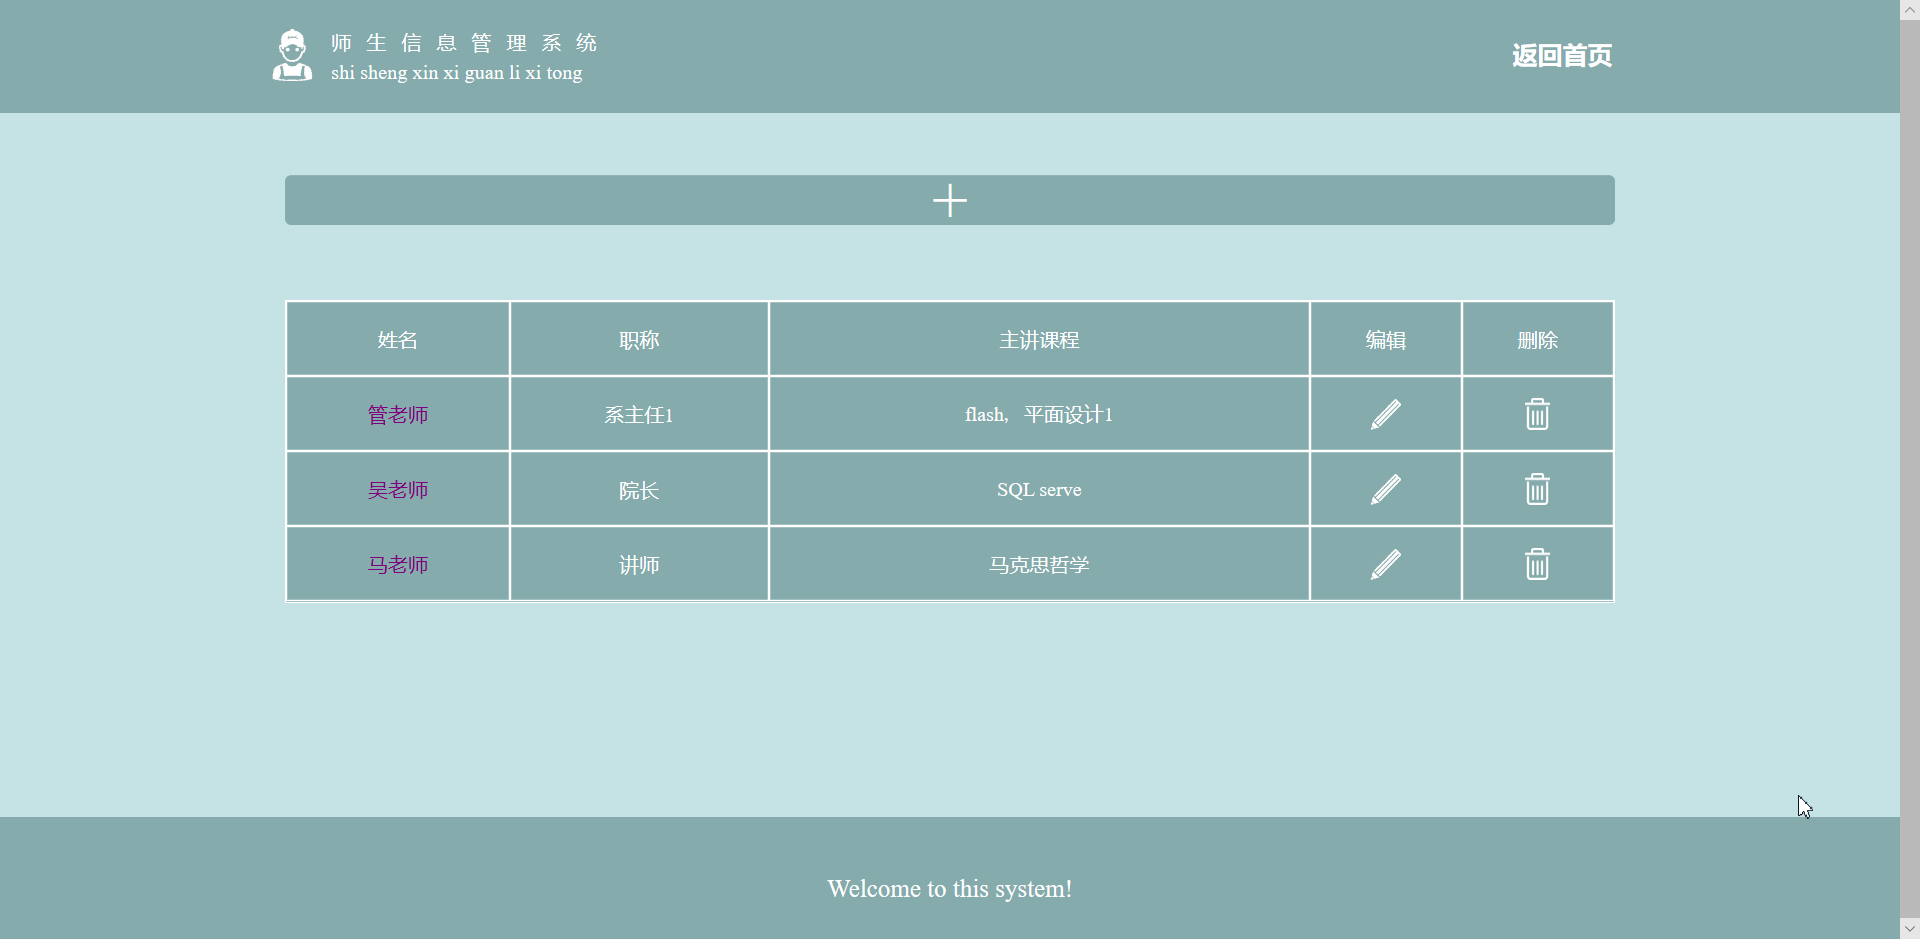 师生信息管理系统
shi sheng xin xi guan li xi tong
返回首页
姓名 职称 主讲课程 编辑 删除
管老师 系主任1 flash, 平面设计1
吴老师 院长 SQL serve
马老师 讲师 马克思哲学
Welcome to this system!